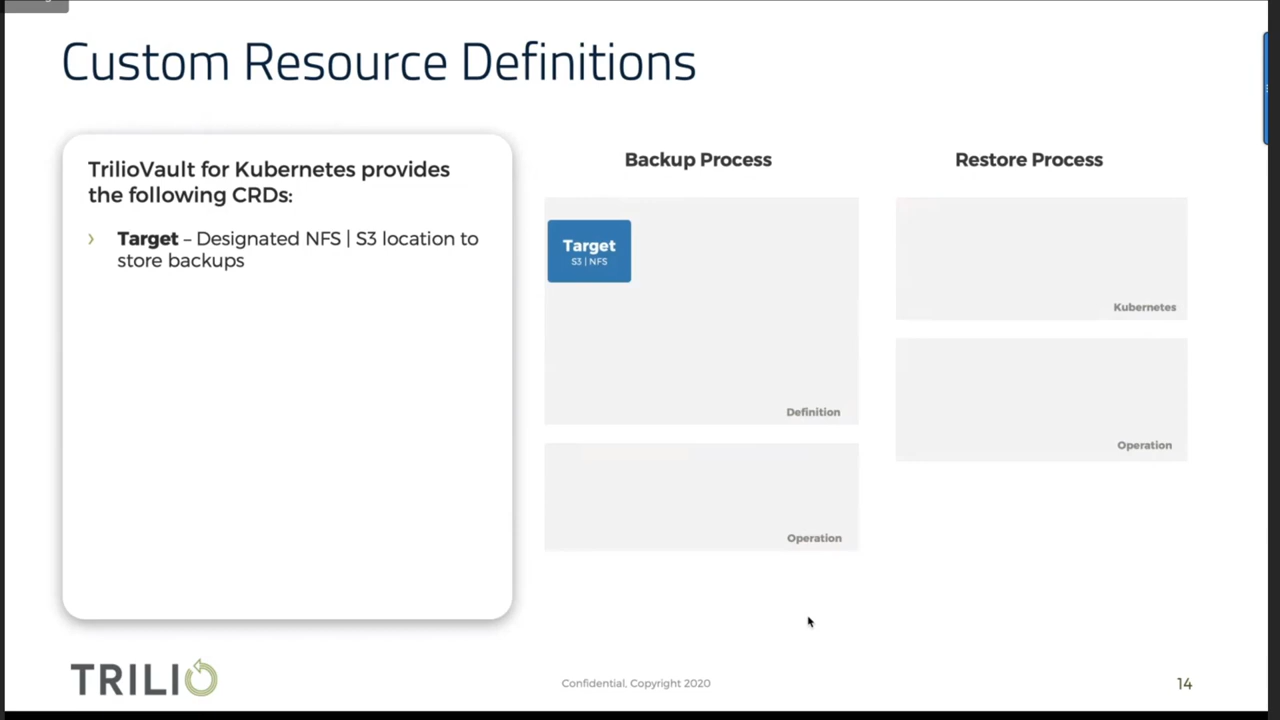 Custom Resource Definitions
TrilioVault for Kubernetes provides
the following CRDs:
› Target – Designated NFS | S3 location to
store backups
Backup Process
Target
S3 | NFS
Definition
Operation
Restore Process
Kubernetes
Operation
TRILIO
Confidential, Copyright 2020
14